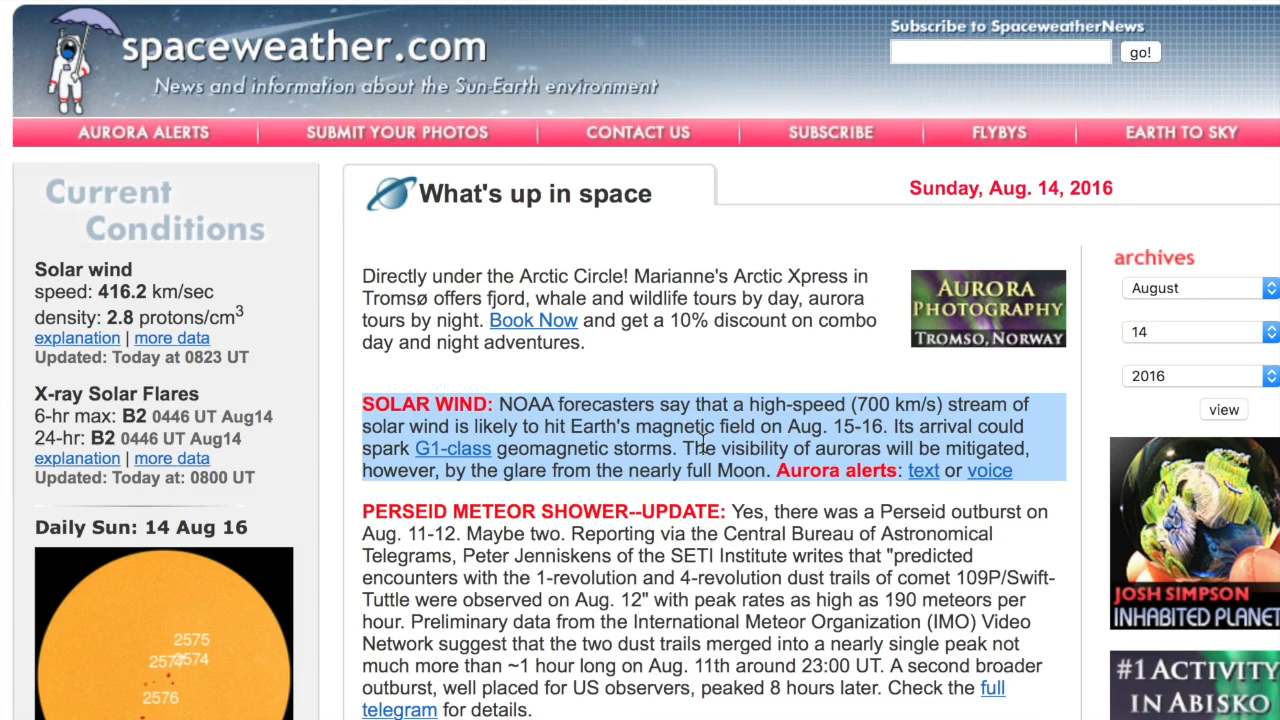 spaceweather.com
News and information about the Sun-Earth environment
Subscribe to SpaceweatherNews
go!
AURORA ALERTS
SUBMIT YOUR PHOTOS
CONTACT US
SUBSCRIBE
FLYBYS
EARTH TO SKY
Current
Conditions
Solar wind
speed: 416.2 km/sec
density: 2.8 protons/cm3
explanation | more data
Updated: Today at 0823 UT
X-ray Solar Flares
6-hr max: B2 0446 UT Aug14
24-hr: B2 0446 UT Aug14
explanation | more data
Updated: Today at: 0800 UT
Daily Sun: 14 Aug 16
2575
2574
2576
What's up in space
Sunday, Aug. 14, 2016
Directly under the Arctic Circle! Marianne's Arctic Xpress in
Tromsø offers fjord, whale and wildlife tours by day, aurora
tours by night. Book Now and get a 10% discount on combo
day and night adventures.
AURORA
PHOTOGRAPHY
TROMSO, NORWAY
SOLAR WIND: NOAA forecasters say that a high-speed (700 km/s) stream of
solar wind is likely to hit Earth's magnetic field on Aug. 15-16. Its arrival could
spark G1-class geomagnetic storms. The visibility of auroras will be mitigated,
however, by the glare from the nearly full Moon. Aurora alerts: text or voice
PERSEID METEOR SHOWER--UPDATE: Yes, there was a Perseid outburst on
Aug. 11-12. Maybe two. Reporting via the Central Bureau of Astronomical
Telegrams, Peter Jenniskens of the SETI Institute writes that "predicted
encounters with the 1-revolution and 4-revolution dust trails of comet 109P/Swift-
Tuttle were observed on Aug. 12" with peak rates as high as 190 meteors per
hour. Preliminary data from the International Meteor Organization (IMO) Video
Network suggest that the two dust trails merged into a nearly single peak not
much more than ~1 hour long on Aug. 11th around 23:00 UT. A second broader
outburst, well placed for US observers, peaked 8 hours later. Check the full
telegram for details.
archives
August
14
2016
view
JOSH SIMPSON
INHABITED PLANET
#1 ACTIVITY
IN ABISKO